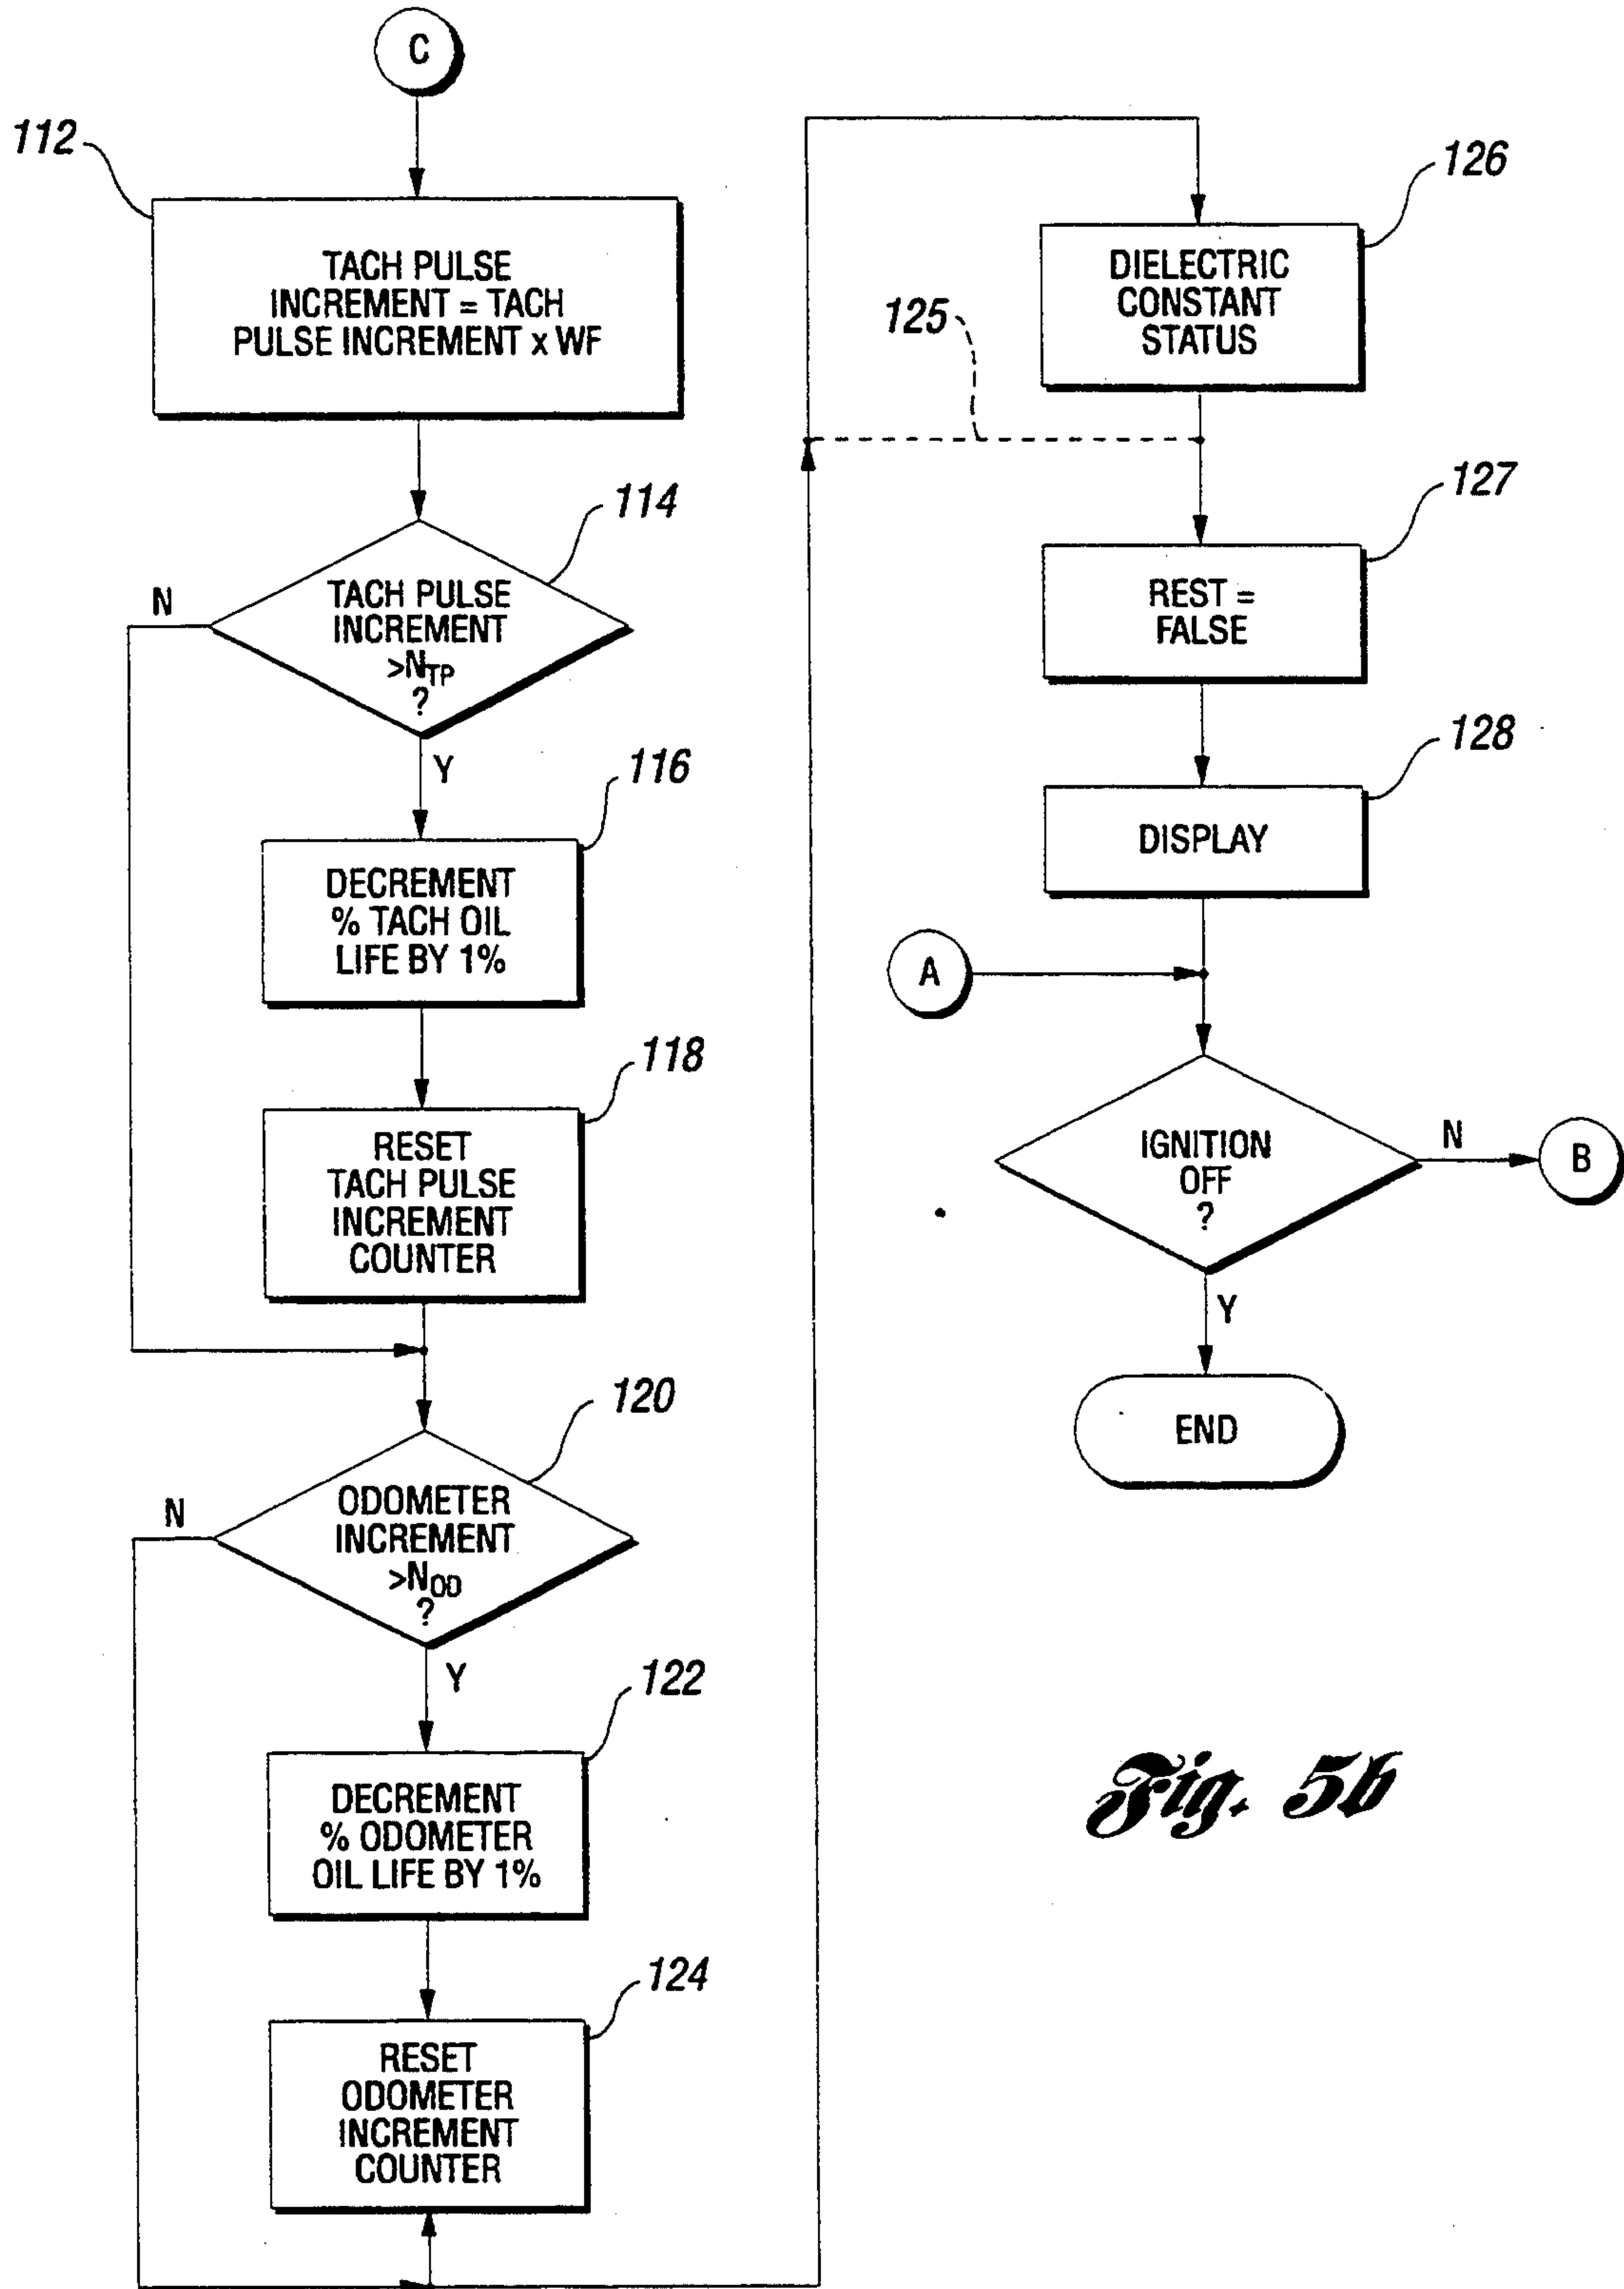 C
112
TACH PULSE
INCREMENT = TACH
PULSE INCREMENT x WF
114
TACH PULSE
INCREMENT
>N_TP
?
N
Y
116
DECREMENT
% TACH OIL
LIFE BY 1%
118
RESET
TACH PULSE
INCREMENT
COUNTER
120
ODOMETER
INCREMENT
>N_OD
?
N
Y
122
DECREMENT
% ODOMETER
OIL LIFE BY 1%
124
RESET
ODOMETER
INCREMENT
COUNTER
125
126
DIELECTRIC
CONSTANT
STATUS
127
REST =
FALSE
128
DISPLAY
A
IGNITION
OFF
?
N
B
Y
END
Fig. 5b